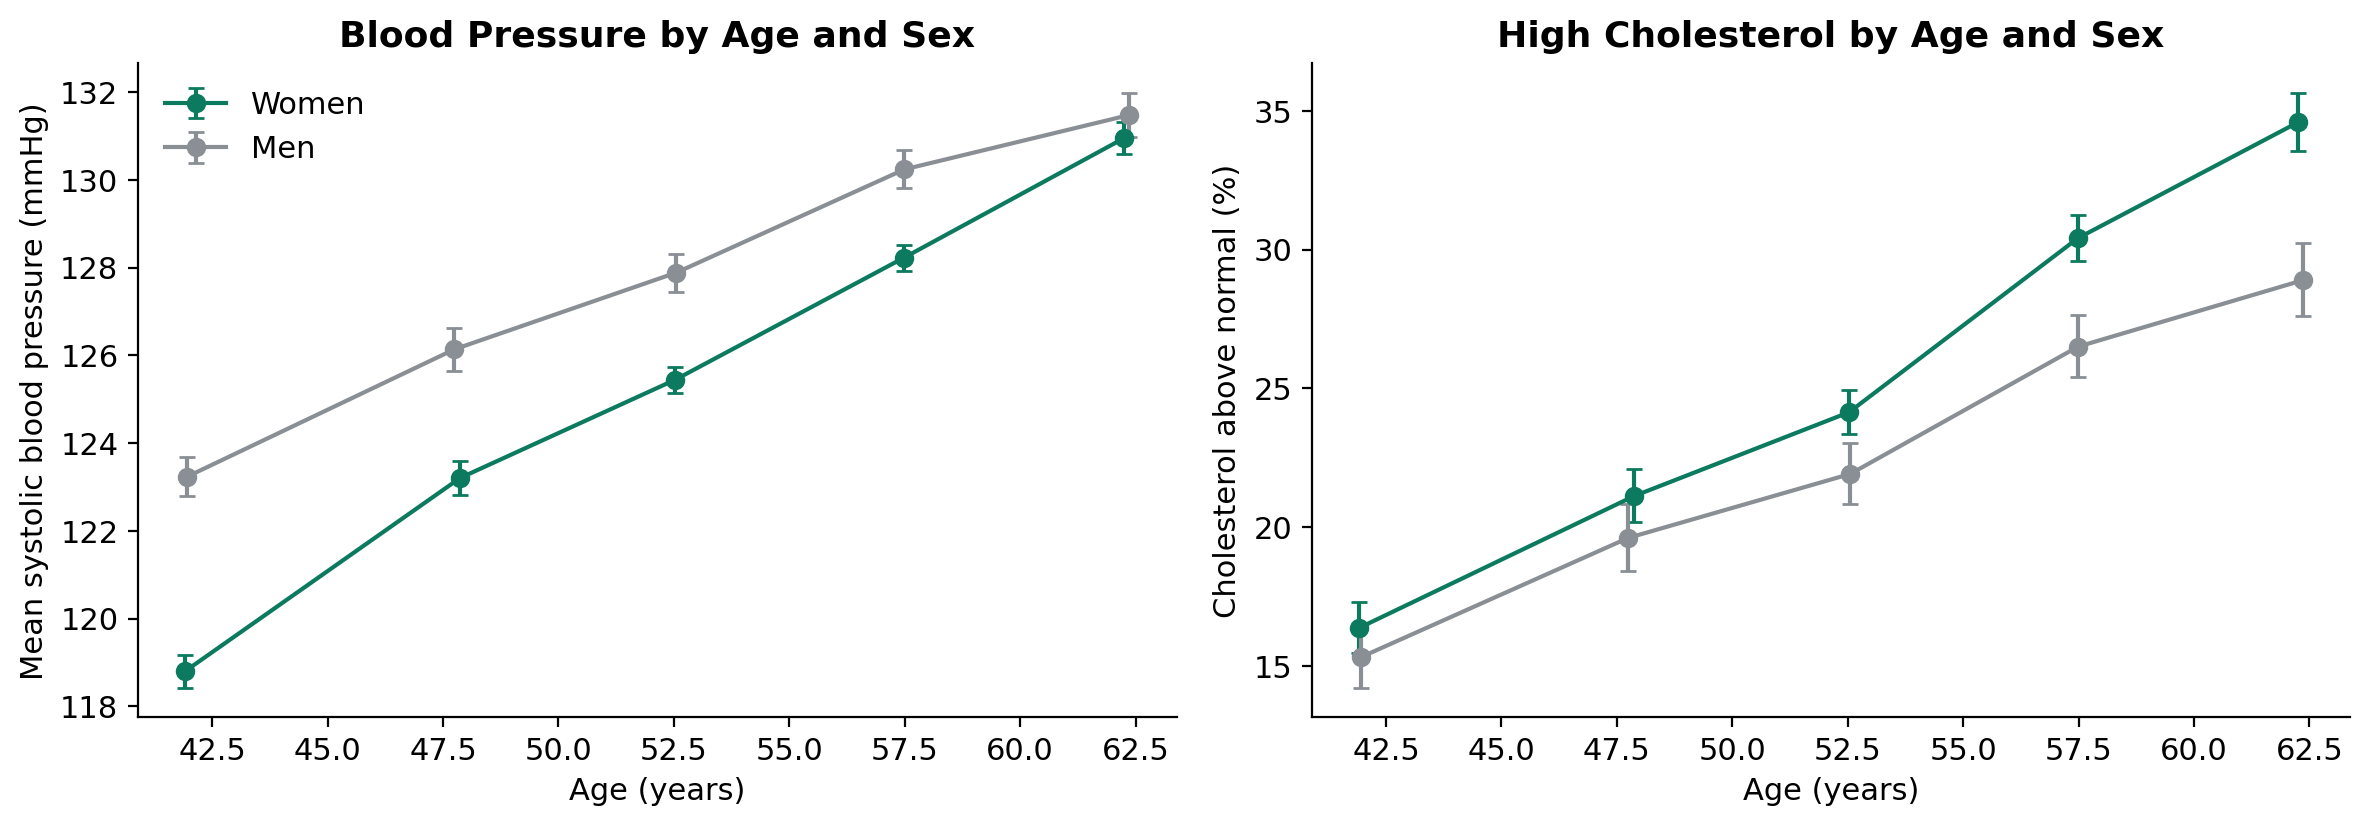 Blood Pressure by Age and Sex
Mean systolic blood pressure (mmHg)
132
130
128
126
124
122
120
118
Women
Men
42.5 45.0 47.5 50.0 52.5 55.0 57.5 60.0 62.5
Age (years)
High Cholesterol by Age and Sex
Cholesterol above normal (%)
35
30
25
20
15
42.5 45.0 47.5 50.0 52.5 55.0 57.5 60.0 62.5
Age (years)